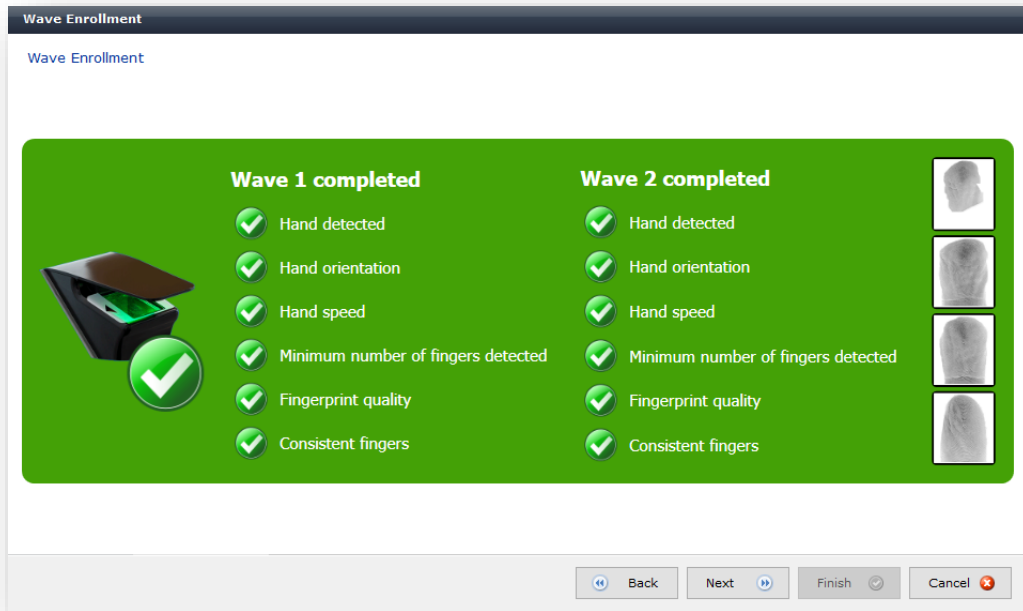 Wave Enrollment
Wave Enrollment
Wave 1 completed
Hand detected
Hand orientation
Hand speed
Minimum number of fingers detected
Fingerprint quality
Consistent fingers
Wave 2 completed
Hand detected
Hand orientation
Hand speed
Minimum number of fingers detected
Fingerprint quality
Consistent fingers
Back
Next
Finish
Cancel